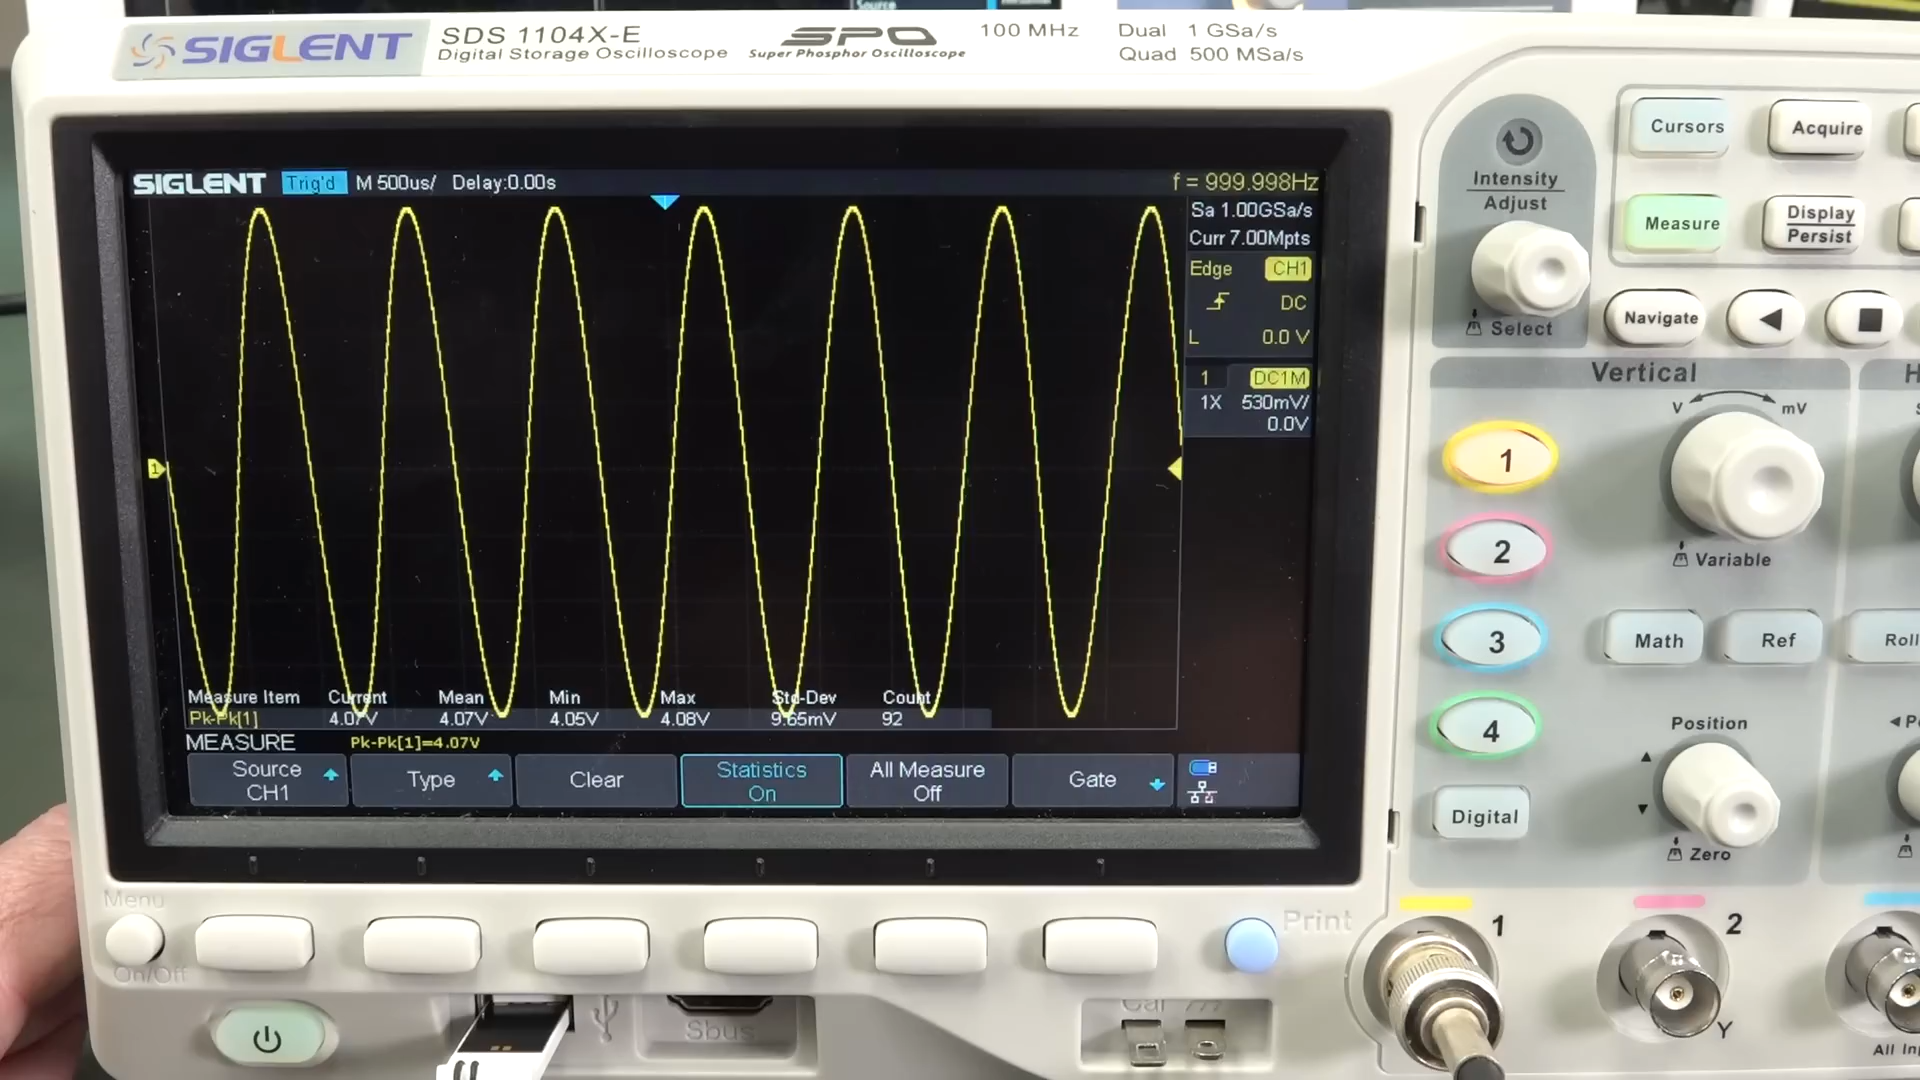 Source
SIGLENT SDS 1104X-E
Digital Storage Oscilloscope
SPO
Super Phosphor Oscilloscope
100 MHz
Dual 1 GSa/s
Quad 500 MSa/s
SIGLENT Trig'd M 500us/ Delay:0.00s f = 999.998Hz
Sa 1.00GSa/s
Curr 7.00Mpts
Edge CH1
DC
L 0.0 V
1 DC1M
1X 530mV/
0.0V
1
Measure Item Current Mean Min Max Std-Dev Count
Pk-Pk[1] 4.07V 4.07V 4.05V 4.08V 9.65mV 92
MEASURE Pk-Pk[1]=4.07V
Source CH1
Type
Clear
Statistics On
All Measure Off
Gate
Menu
On/Off
Print
Sbus
Cal
Intensity
Adjust
Select
Cursors
Acquire
Measure
Display
Persist
Navigate
Vertical
V mV
Variable
1
2
3
4
Math
Ref
Roll
Digital
Position
Zero
1
2
Y